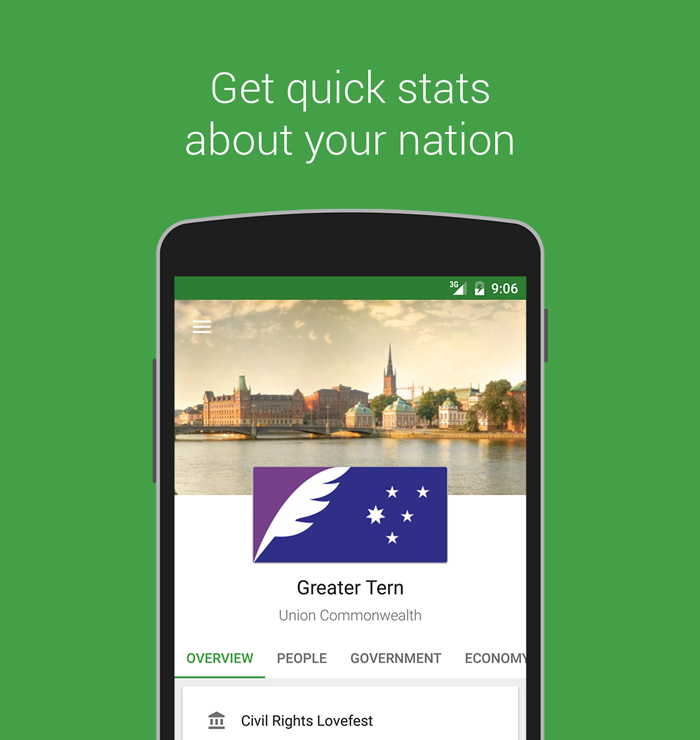 Get quick stats
about your nation
3G 9:06
Greater Tern
Union Commonwealth
OVERVIEW PEOPLE GOVERNMENT ECONOMY
Civil Rights Lovefest